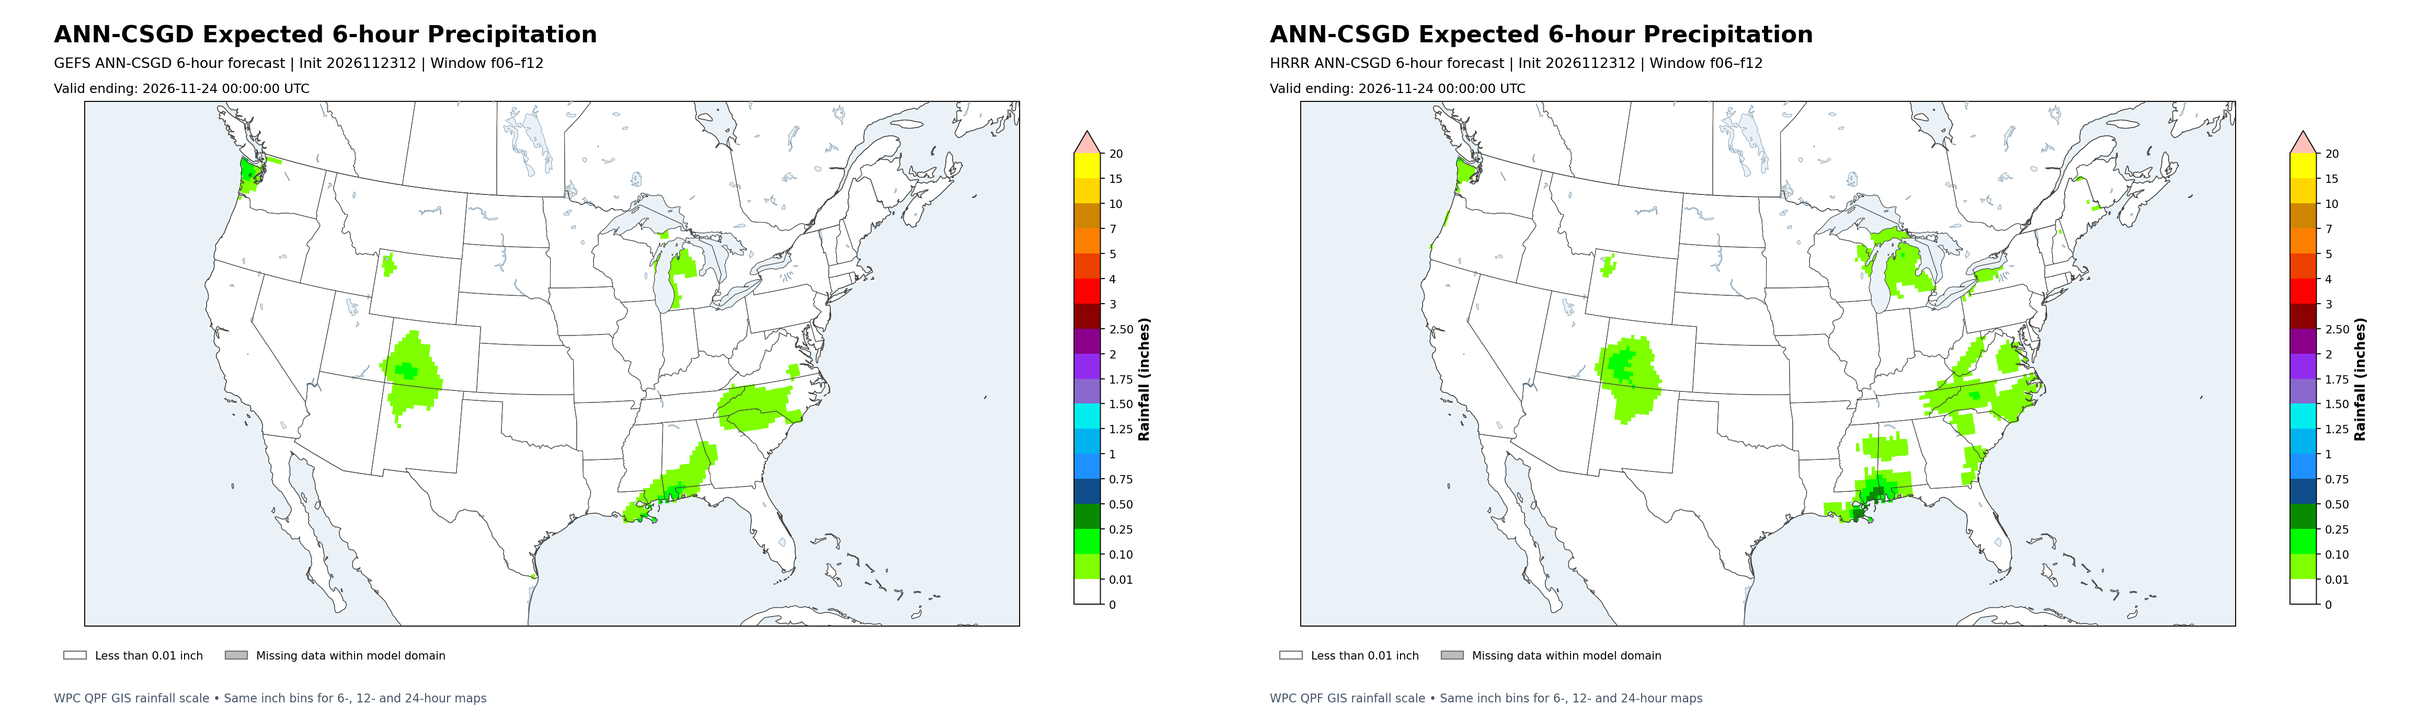 ANN-CSGD Expected 6-hour Precipitation
GEFS ANN-CSGD 6-hour forecast | Init 2026112312 | Window f06–f12
Valid ending: 2026-11-24 00:00:00 UTC
20
15
10
7
5
4
3
2.50
2
1.75
1.50
1.25
1
0.75
0.50
0.25
0.10
0.01
0
Rainfall (inches)
Less than 0.01 inch
Missing data within model domain
WPC QPF GIS rainfall scale • Same inch bins for 6-, 12- and 24-hour maps
ANN-CSGD Expected 6-hour Precipitation
HRRR ANN-CSGD 6-hour forecast | Init 2026112312 | Window f06–f12
Valid ending: 2026-11-24 00:00:00 UTC
20
15
10
7
5
4
3
2.50
2
1.75
1.50
1.25
1
0.75
0.50
0.25
0.10
0.01
0
Rainfall (inches)
Less than 0.01 inch
Missing data within model domain
WPC QPF GIS rainfall scale • Same inch bins for 6-, 12- and 24-hour maps